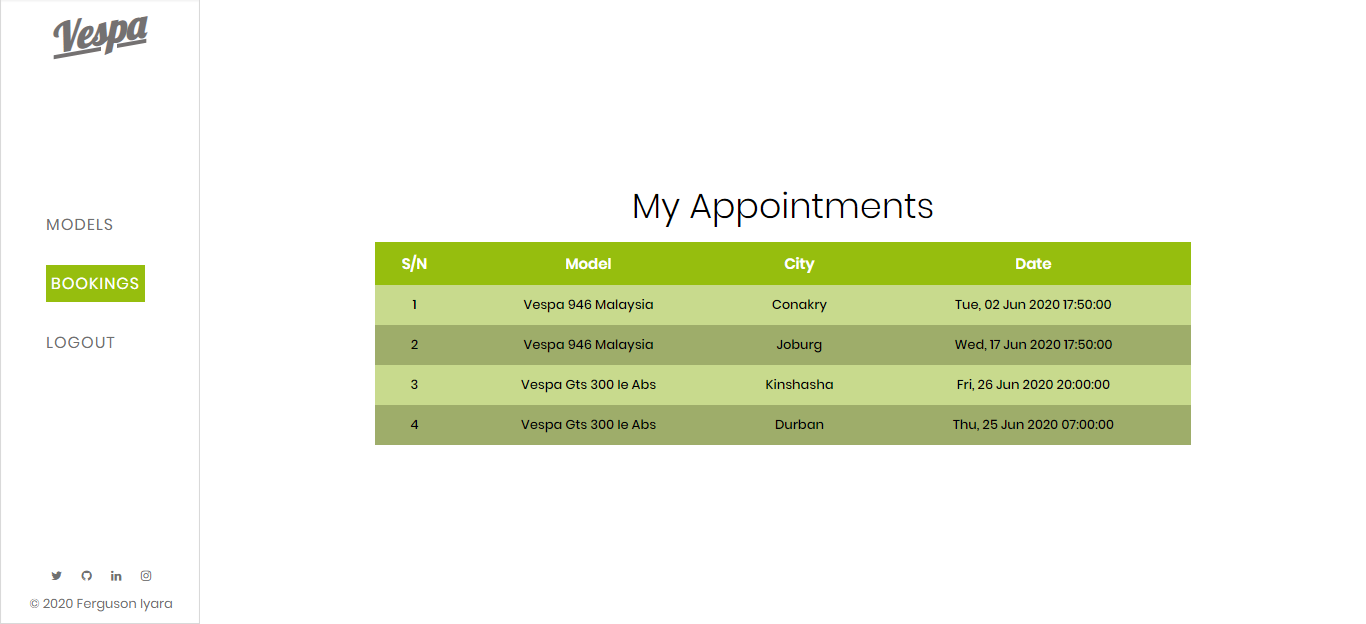 Vespa
MODELS
BOOKINGS
LOGOUT
© 2020 Ferguson Iyara
My Appointments
S/N Model City Date
1 Vespa 946 Malaysia Conakry Tue, 02 Jun 2020 17:50:00
2 Vespa 946 Malaysia Joburg Wed, 17 Jun 2020 17:50:00
3 Vespa Gts 300 Ie Abs Kinshasha Fri, 26 Jun 2020 20:00:00
4 Vespa Gts 300 Ie Abs Durban Thu, 25 Jun 2020 07:00:00